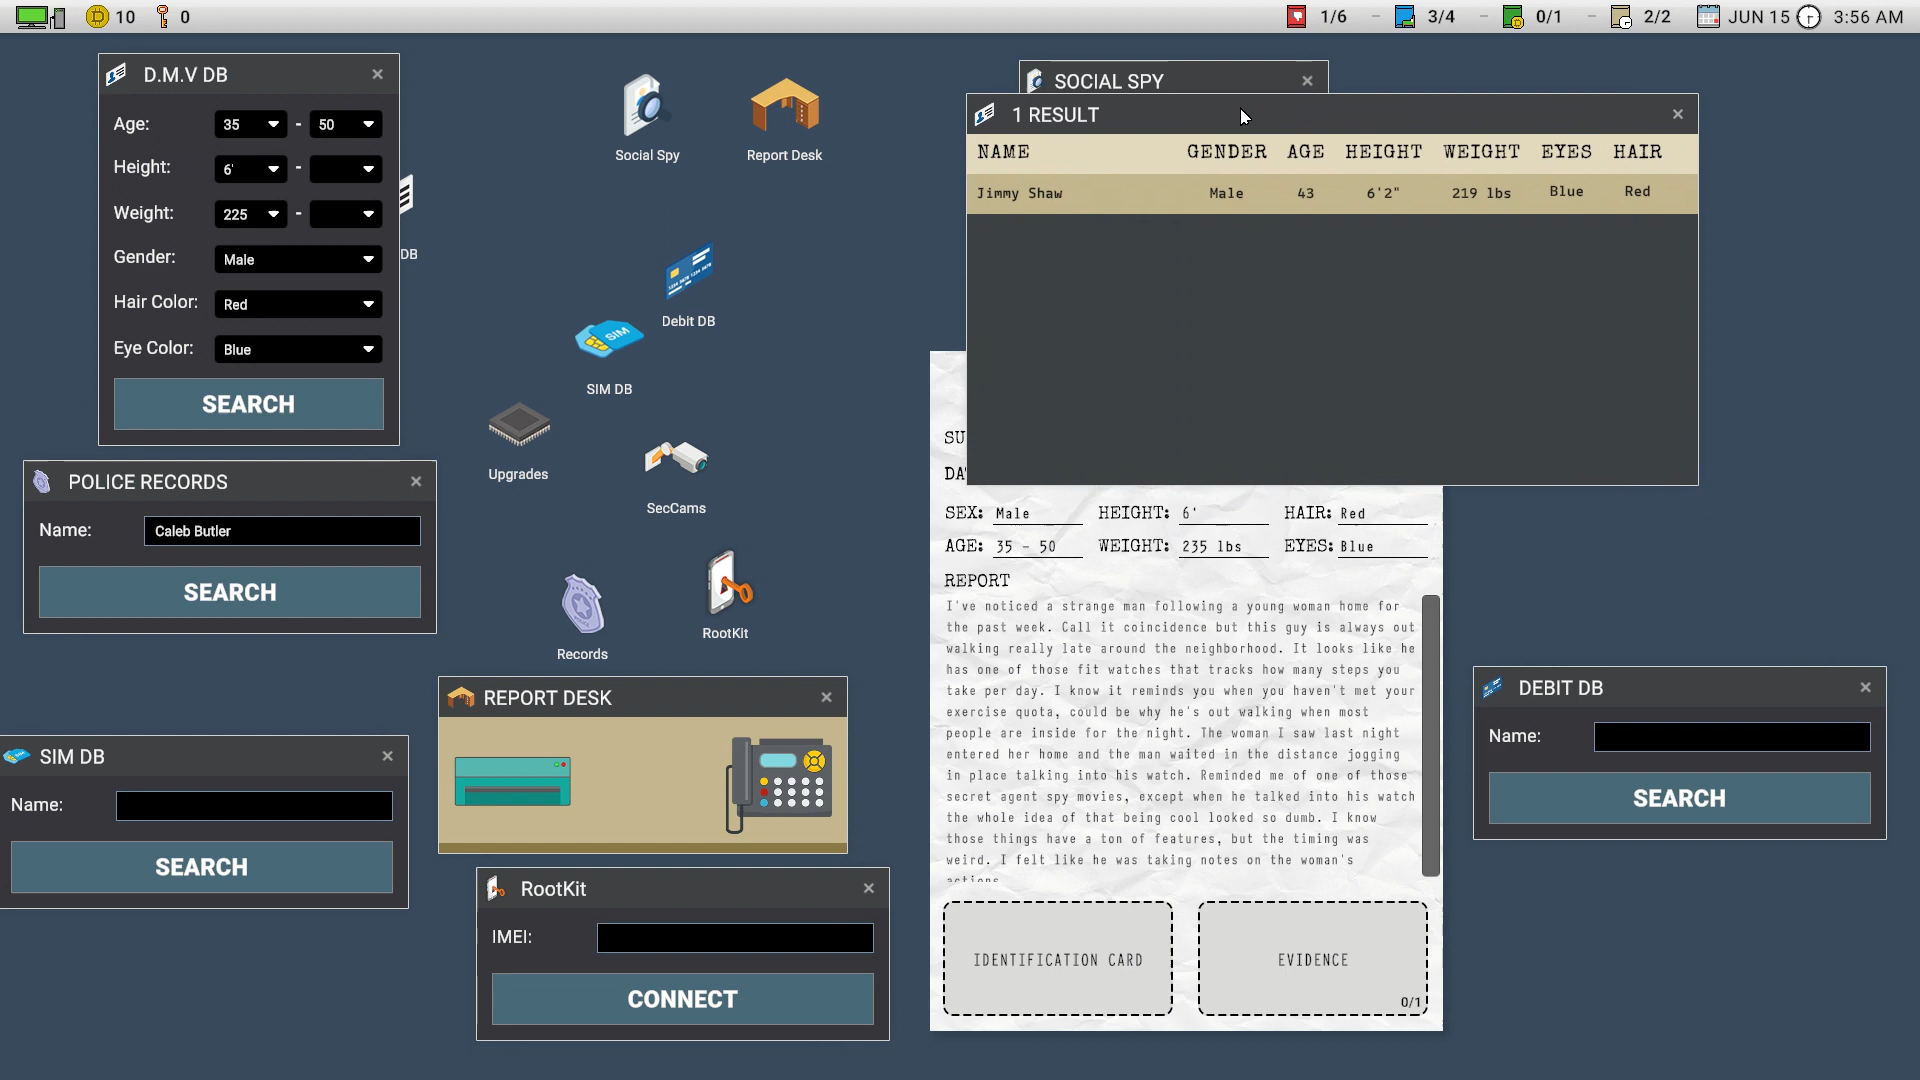 10
0
1/6
3/4
0/1
2/2
JUN 15
3:56 AM
D.M.V DB
Age:
35
-
50
Height:
6'
-
Weight:
225
-
Gender:
Male
Hair Color:
Red
Eye Color:
Blue
SEARCH
DB
Social Spy
Report Desk
Debit DB
SIM
SIM DB
Upgrades
SecCams
Records
RootKit
SOCIAL SPY
1 RESULT
NAME GENDER AGE HEIGHT WEIGHT EYES HAIR
Jimmy Shaw Male 43 6'2" 219 lbs Blue Red
POLICE RECORDS
Name: Caleb Butler
SEARCH
SIM DB
Name:
SEARCH
REPORT DESK
RootKit
IMEI:
CONNECT
SU
DA
SEX: Male HEIGHT: 6' HAIR: Red
AGE: 35 - 50 WEIGHT: 235 lbs EYES: Blue
REPORT
I've noticed a strange man following a young woman home for
the past week. Call it coincidence but this guy is always out
walking really late around the neighborhood. It looks like he
has one of those fit watches that tracks how many steps you
take per day. I know it reminds you when you haven't met your
exercise quota, could be why he's out walking when most
people are inside for the night. The woman I saw last night
entered her home and the man waited in the distance jogging
in place talking into his watch. Reminded me of one of those
secret agent spy movies, except when he talked into his watch
the whole idea of that being cool looked so dumb. I know
those things have a ton of features, but the timing was
weird. I felt like he was taking notes on the woman's
actions
IDENTIFICATION CARD
EVIDENCE
0/1
DEBIT DB
Name:
SEARCH